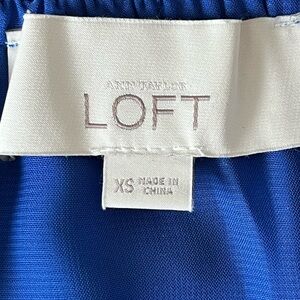 ANN TAYLOR
LOFT
XS MADE IN
CHINA